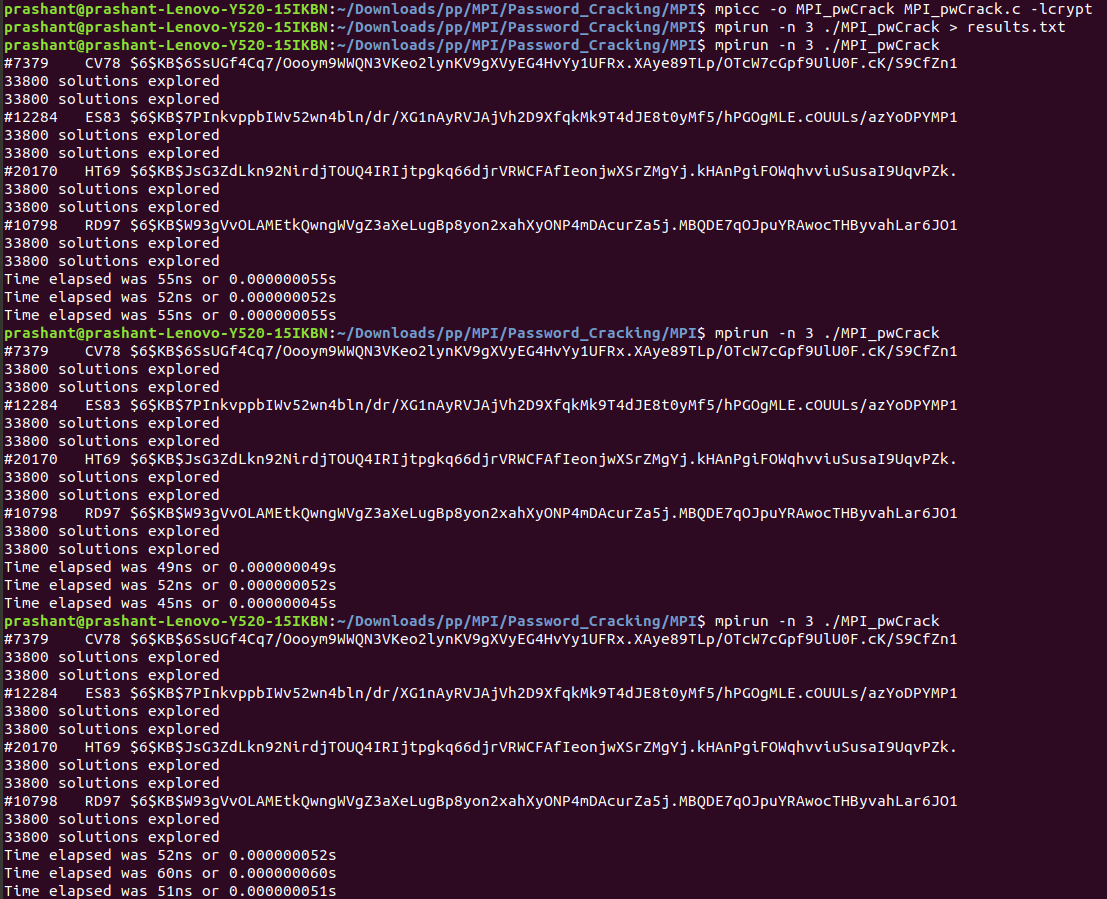 prashant@prashant-Lenovo-Y520-15IKBN:~/Downloads/pp/MPI/Password_Cracking/MPI$ mpicc -o MPI_pwCrack MPI_pwCrack.c -lcrypt
prashant@prashant-Lenovo-Y520-15IKBN:~/Downloads/pp/MPI/Password_Cracking/MPI$ mpirun -n 3 ./MPI_pwCrack > results.txt
prashant@prashant-Lenovo-Y520-15IKBN:~/Downloads/pp/MPI/Password_Cracking/MPI$ mpirun -n 3 ./MPI_pwCrack
#7379    CV78 $6$KB$6SsUGf4Cq7/Oooym9WWQN3VKeo2lynKV9gXVyEG4HvYy1UFRx.XAye89TLp/OTcW7cGpf9UlU0F.cK/S9CfZn1
33800 solutions explored
33800 solutions explored
#12284   ES83 $6$KB$7PInkvppbIWv52wn4bln/dr/XG1nAyRVJAjVh2D9XfqkMk9T4dJE8t0yMf5/hPGOgMLE.cOUULs/azYoDPYMP1
33800 solutions explored
33800 solutions explored
#20170   HT69 $6$KB$JsG3ZdLkn92NirdjTOUQ4IRIjtpgkq66djrVRWCFAfIeonjwXSrZMgYj.kHAnPgiFOWqhvviuSusaI9UqvPZk.
33800 solutions explored
33800 solutions explored
#10798   RD97 $6$KB$W93gVvOLAMEtkQwngWVgZ3aXeLugBp8yon2xahXyONP4mDAcurZa5j.MBQDE7qOJpuYRAwocTHByvahLar6JO1
33800 solutions explored
33800 solutions explored
Time elapsed was 55ns or 0.000000055s
Time elapsed was 52ns or 0.000000052s
Time elapsed was 55ns or 0.000000055s
prashant@prashant-Lenovo-Y520-15IKBN:~/Downloads/pp/MPI/Password_Cracking/MPI$ mpirun -n 3 ./MPI_pwCrack
#7379    CV78 $6$KB$6SsUGf4Cq7/Oooym9WWQN3VKeo2lynKV9gXVyEG4HvYy1UFRx.XAye89TLp/OTcW7cGpf9UlU0F.cK/S9CfZn1
33800 solutions explored
33800 solutions explored
#12284   ES83 $6$KB$7PInkvppbIWv52wn4bln/dr/XG1nAyRVJAjVh2D9XfqkMk9T4dJE8t0yMf5/hPGOgMLE.cOUULs/azYoDPYMP1
33800 solutions explored
33800 solutions explored
#20170   HT69 $6$KB$JsG3ZdLkn92NirdjTOUQ4IRIjtpgkq66djrVRWCFAfIeonjwXSrZMgYj.kHAnPgiFOWqhvviuSusaI9UqvPZk.
33800 solutions explored
33800 solutions explored
#10798   RD97 $6$KB$W93gVvOLAMEtkQwngWVgZ3aXeLugBp8yon2xahXyONP4mDAcurZa5j.MBQDE7qOJpuYRAwocTHByvahLar6JO1
33800 solutions explored
33800 solutions explored
Time elapsed was 49ns or 0.000000049s
Time elapsed was 52ns or 0.000000052s
Time elapsed was 45ns or 0.000000045s
prashant@prashant-Lenovo-Y520-15IKBN:~/Downloads/pp/MPI/Password_Cracking/MPI$ mpirun -n 3 ./MPI_pwCrack
#7379    CV78 $6$KB$6SsUGf4Cq7/Oooym9WWQN3VKeo2lynKV9gXVyEG4HvYy1UFRx.XAye89TLp/OTcW7cGpf9UlU0F.cK/S9CfZn1
33800 solutions explored
33800 solutions explored
#12284   ES83 $6$KB$7PInkvppbIWv52wn4bln/dr/XG1nAyRVJAjVh2D9XfqkMk9T4dJE8t0yMf5/hPGOgMLE.cOUULs/azYoDPYMP1
33800 solutions explored
33800 solutions explored
#20170   HT69 $6$KB$JsG3ZdLkn92NirdjTOUQ4IRIjtpgkq66djrVRWCFAfIeonjwXSrZMgYj.kHAnPgiFOWqhvviuSusaI9UqvPZk.
33800 solutions explored
33800 solutions explored
#10798   RD97 $6$KB$W93gVvOLAMEtkQwngWVgZ3aXeLugBp8yon2xahXyONP4mDAcurZa5j.MBQDE7qOJpuYRAwocTHByvahLar6JO1
33800 solutions explored
33800 solutions explored
Time elapsed was 52ns or 0.000000052s
Time elapsed was 60ns or 0.000000060s
Time elapsed was 51ns or 0.000000051s